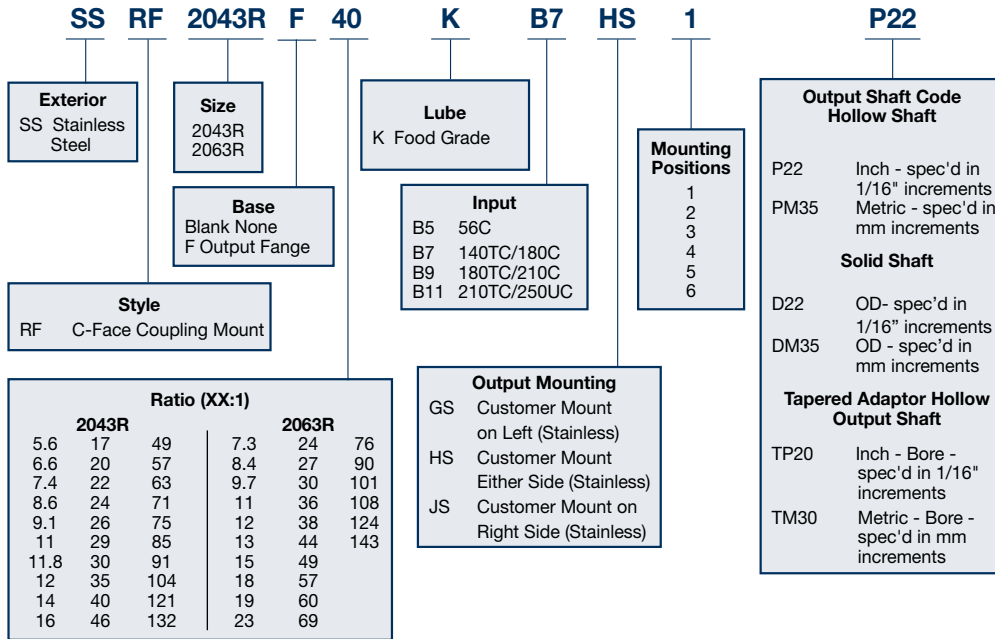 SS RF 2043R F 40 K B7 HS 1 P22
Exterior
SS Stainless
Steel
Size
2043R
2063R
Lube
K Food Grade
Mounting
Positions
1
2
3
4
5
6
Output Shaft Code
Hollow Shaft
P22 Inch - spec'd in
1/16" increments
PM35 Metric - spec'd in
mm increments
Solid Shaft
D22 OD- spec’d in
1/16” increments
DM35 OD - spec’d in
mm increments
Tapered Adaptor Hollow
Output Shaft
TP20 Inch - Bore -
spec'd in 1/16"
increments
TM30 Metric - Bore -
spec'd in mm
increments
Base
Blank None
F Output Fange
Input
B5 56C
B7 140TC/180C
B9 180TC/210C
B11 210TC/250UC
Style
RF C-Face Coupling Mount
Ratio (XX:1)
2043R 2063R
5.6 17 49 7.3 24 76
6.6 20 57 8.4 27 90
7.4 22 63 9.7 30 101
8.6 24 71 11 36 108
9.1 26 75 12 38 124
11 29 85 13 44 143
11.8 30 91 15 49
12 35 104 18 57
14 40 121 19 60
16 46 132 23 69
Output Mounting
GS Customer Mount
on Left (Stainless)
HS Customer Mount
Either Side (Stainless)
JS Customer Mount on
Right Side (Stainless)